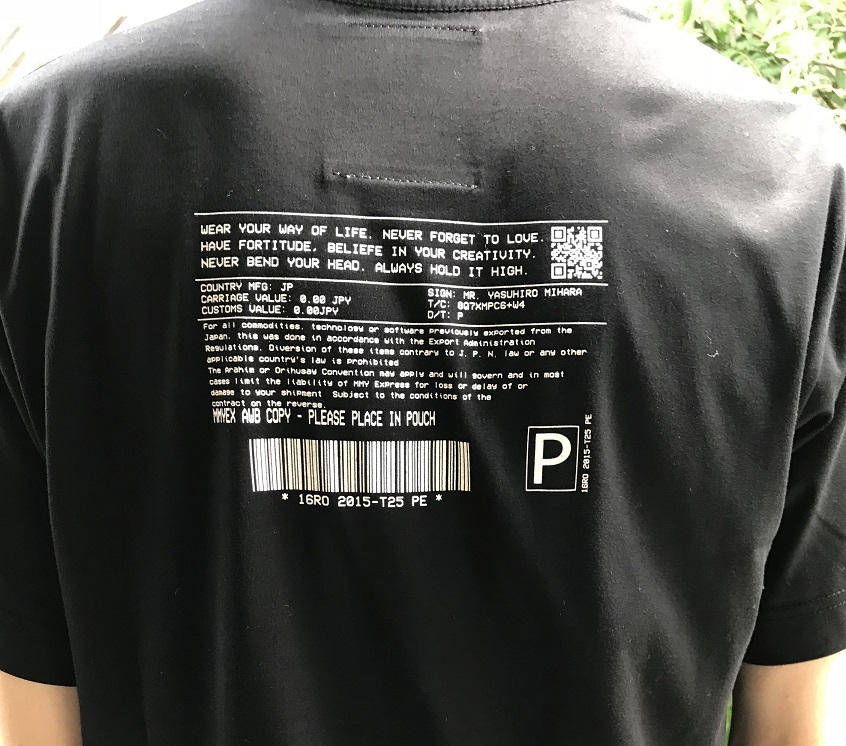 WEAR YOUR WAY OF LIFE. NEVER FORGET TO LOVE.
HAVE FORTITUDE, BELIEFE IN YOUR CREATIVITY.
NEVER BEND YOUR HEAD. ALWAYS HOLD IT HIGH.
COUNTRY MFG: JP
CARRIAGE VALUE: 0.00 JPY
CUSTOMS VALUE: 0.00JPY
SIGN: MR. YASUHIRO MIHARA
T/C: 8Q7XMPC6+W4
D/T: P
For all commodities, technology or software previously exported from the
Japan, this was done in accordance with the Export Administration
Regulations. Diversion of these items contrary to J. P. N. law or any other
applicable country's law is prohibited
The Arahim or Orihusay Convention may apply and will govern and in most
cases limit the liability of MMY Express for loss or delay of or
damage to your shipment Subject to the conditions of the
contract on the reverse.
MMYEX AWB COPY - PLEASE PLACE IN POUCH
* 16RO 2015-T25 PE *
P
16RO 2015-T25 PE